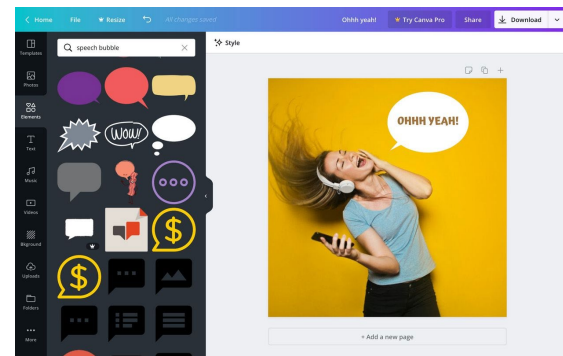 Home
File
Resize
All changes saved
Ohhh yeah!
Try Canva Pro
Share
Download
Templates
Photos
Elements
Text
Music
Videos
Bkground
Uploads
Folders
More
speech bubble
WOW!
$
$
Style
OHHH YEAH!
+ Add a new page